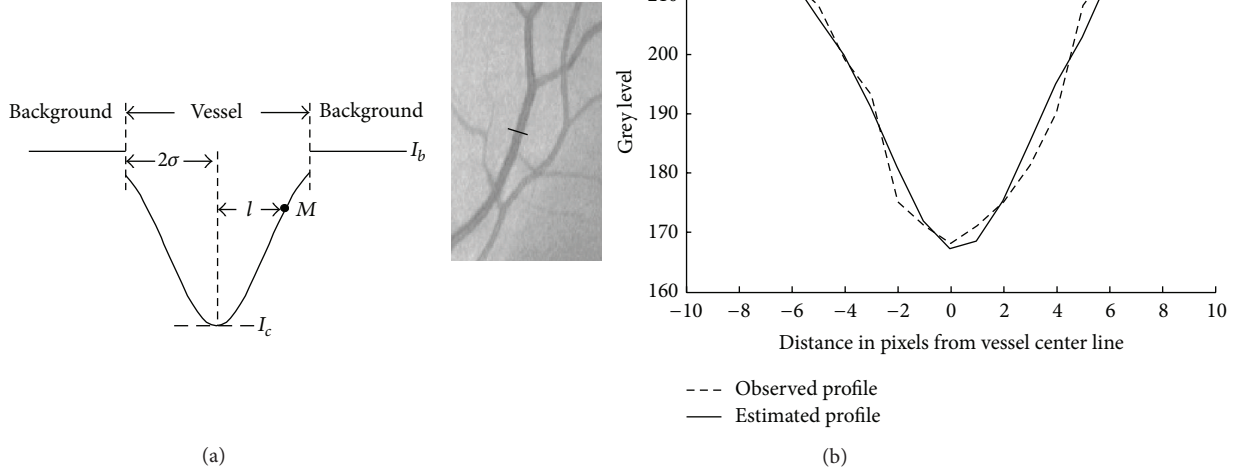 Background
Vessel
Background
2σ
I_b
l
M
I_c
(a)
Grey level
200
190
180
170
160
−10 −8 −6 −4 −2 0 2 4 6 8 10
Distance in pixels from vessel center line
Observed profile
Estimated profile
(b)